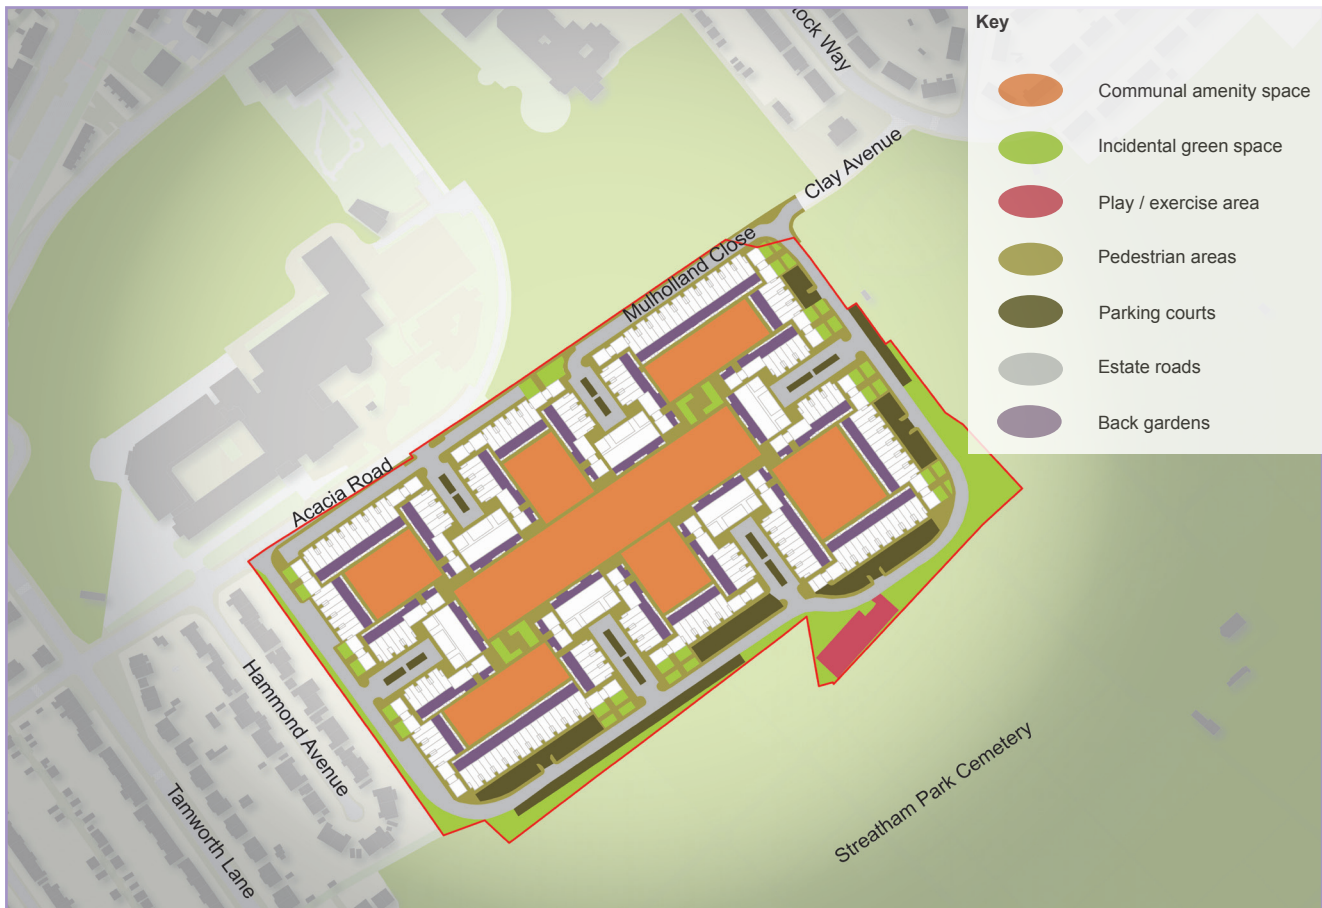 Key
Communal amenity space
Incidental green space
Play / exercise area
Pedestrian areas
Parking courts
Estate roads
Back gardens
Way
Clay Avenue
Mulholland Close
Acacia Road
Hammond Avenue
Tamworth Lane
Streatham Park Cemetery